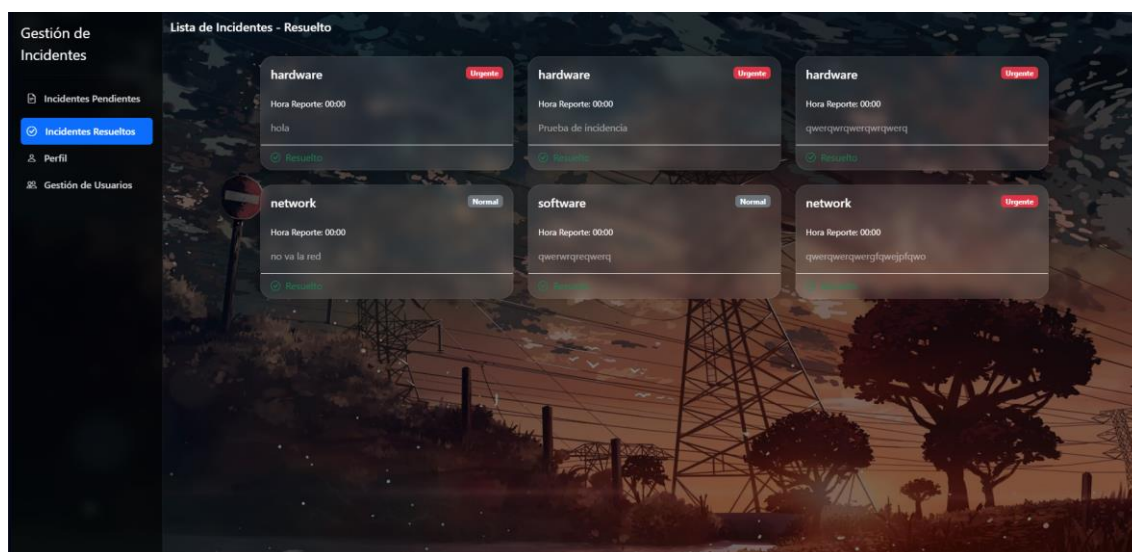 Gestión de
Incidentes
Incidentes Pendientes
Incidentes Resueltos
Perfil
Gestión de Usuarios
Lista de Incidentes - Resuelto
hardware Urgente
Hora Reporte: 00:00
hola
Resuelto
hardware Urgente
Hora Reporte: 00:00
Prueba de incidencia
Resuelto
hardware Urgente
Hora Reporte: 00:00
qwerqwrqwerqwrqwerq
Resuelto
network Normal
Hora Reporte: 00:00
no va la red
Resuelto
software Normal
Hora Reporte: 00:00
qwerwrqreqwerq
Resuelto
network Urgente
Hora Reporte: 00:00
qwerqwerqwergfqwejpfqwo
Resuelto